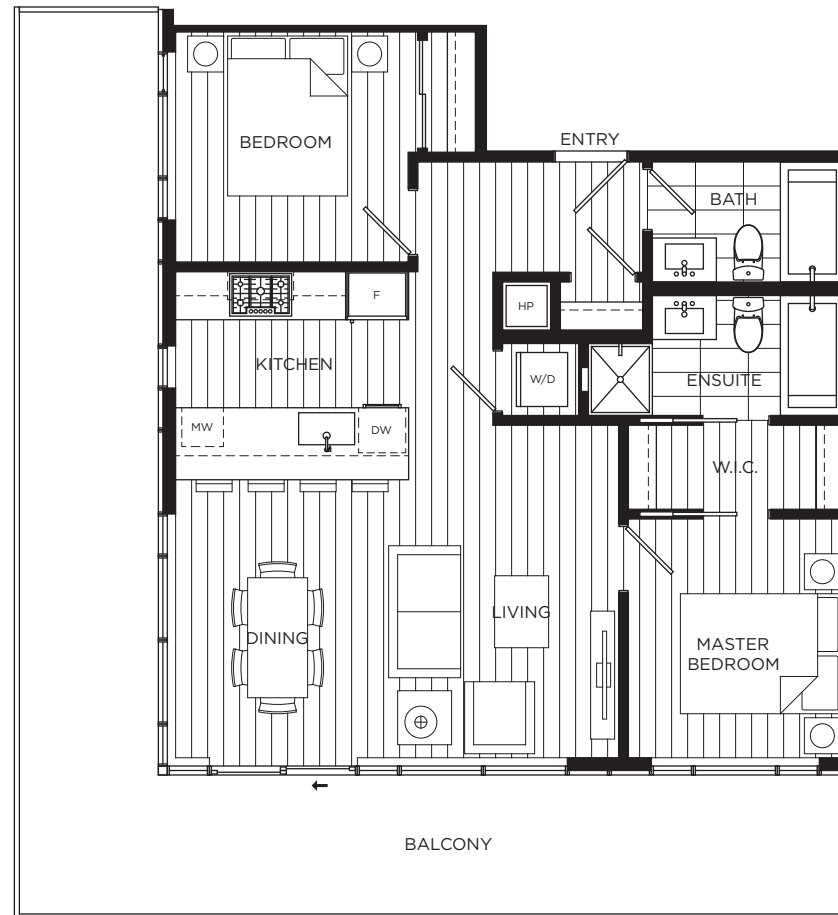 ENTRY
BEDROOM
BATH
F
HP
KITCHEN
W/D
ENSUITE
MW
DW
W.I.C.
LIVING
DINING
MASTER
BEDROOM
BALCONY